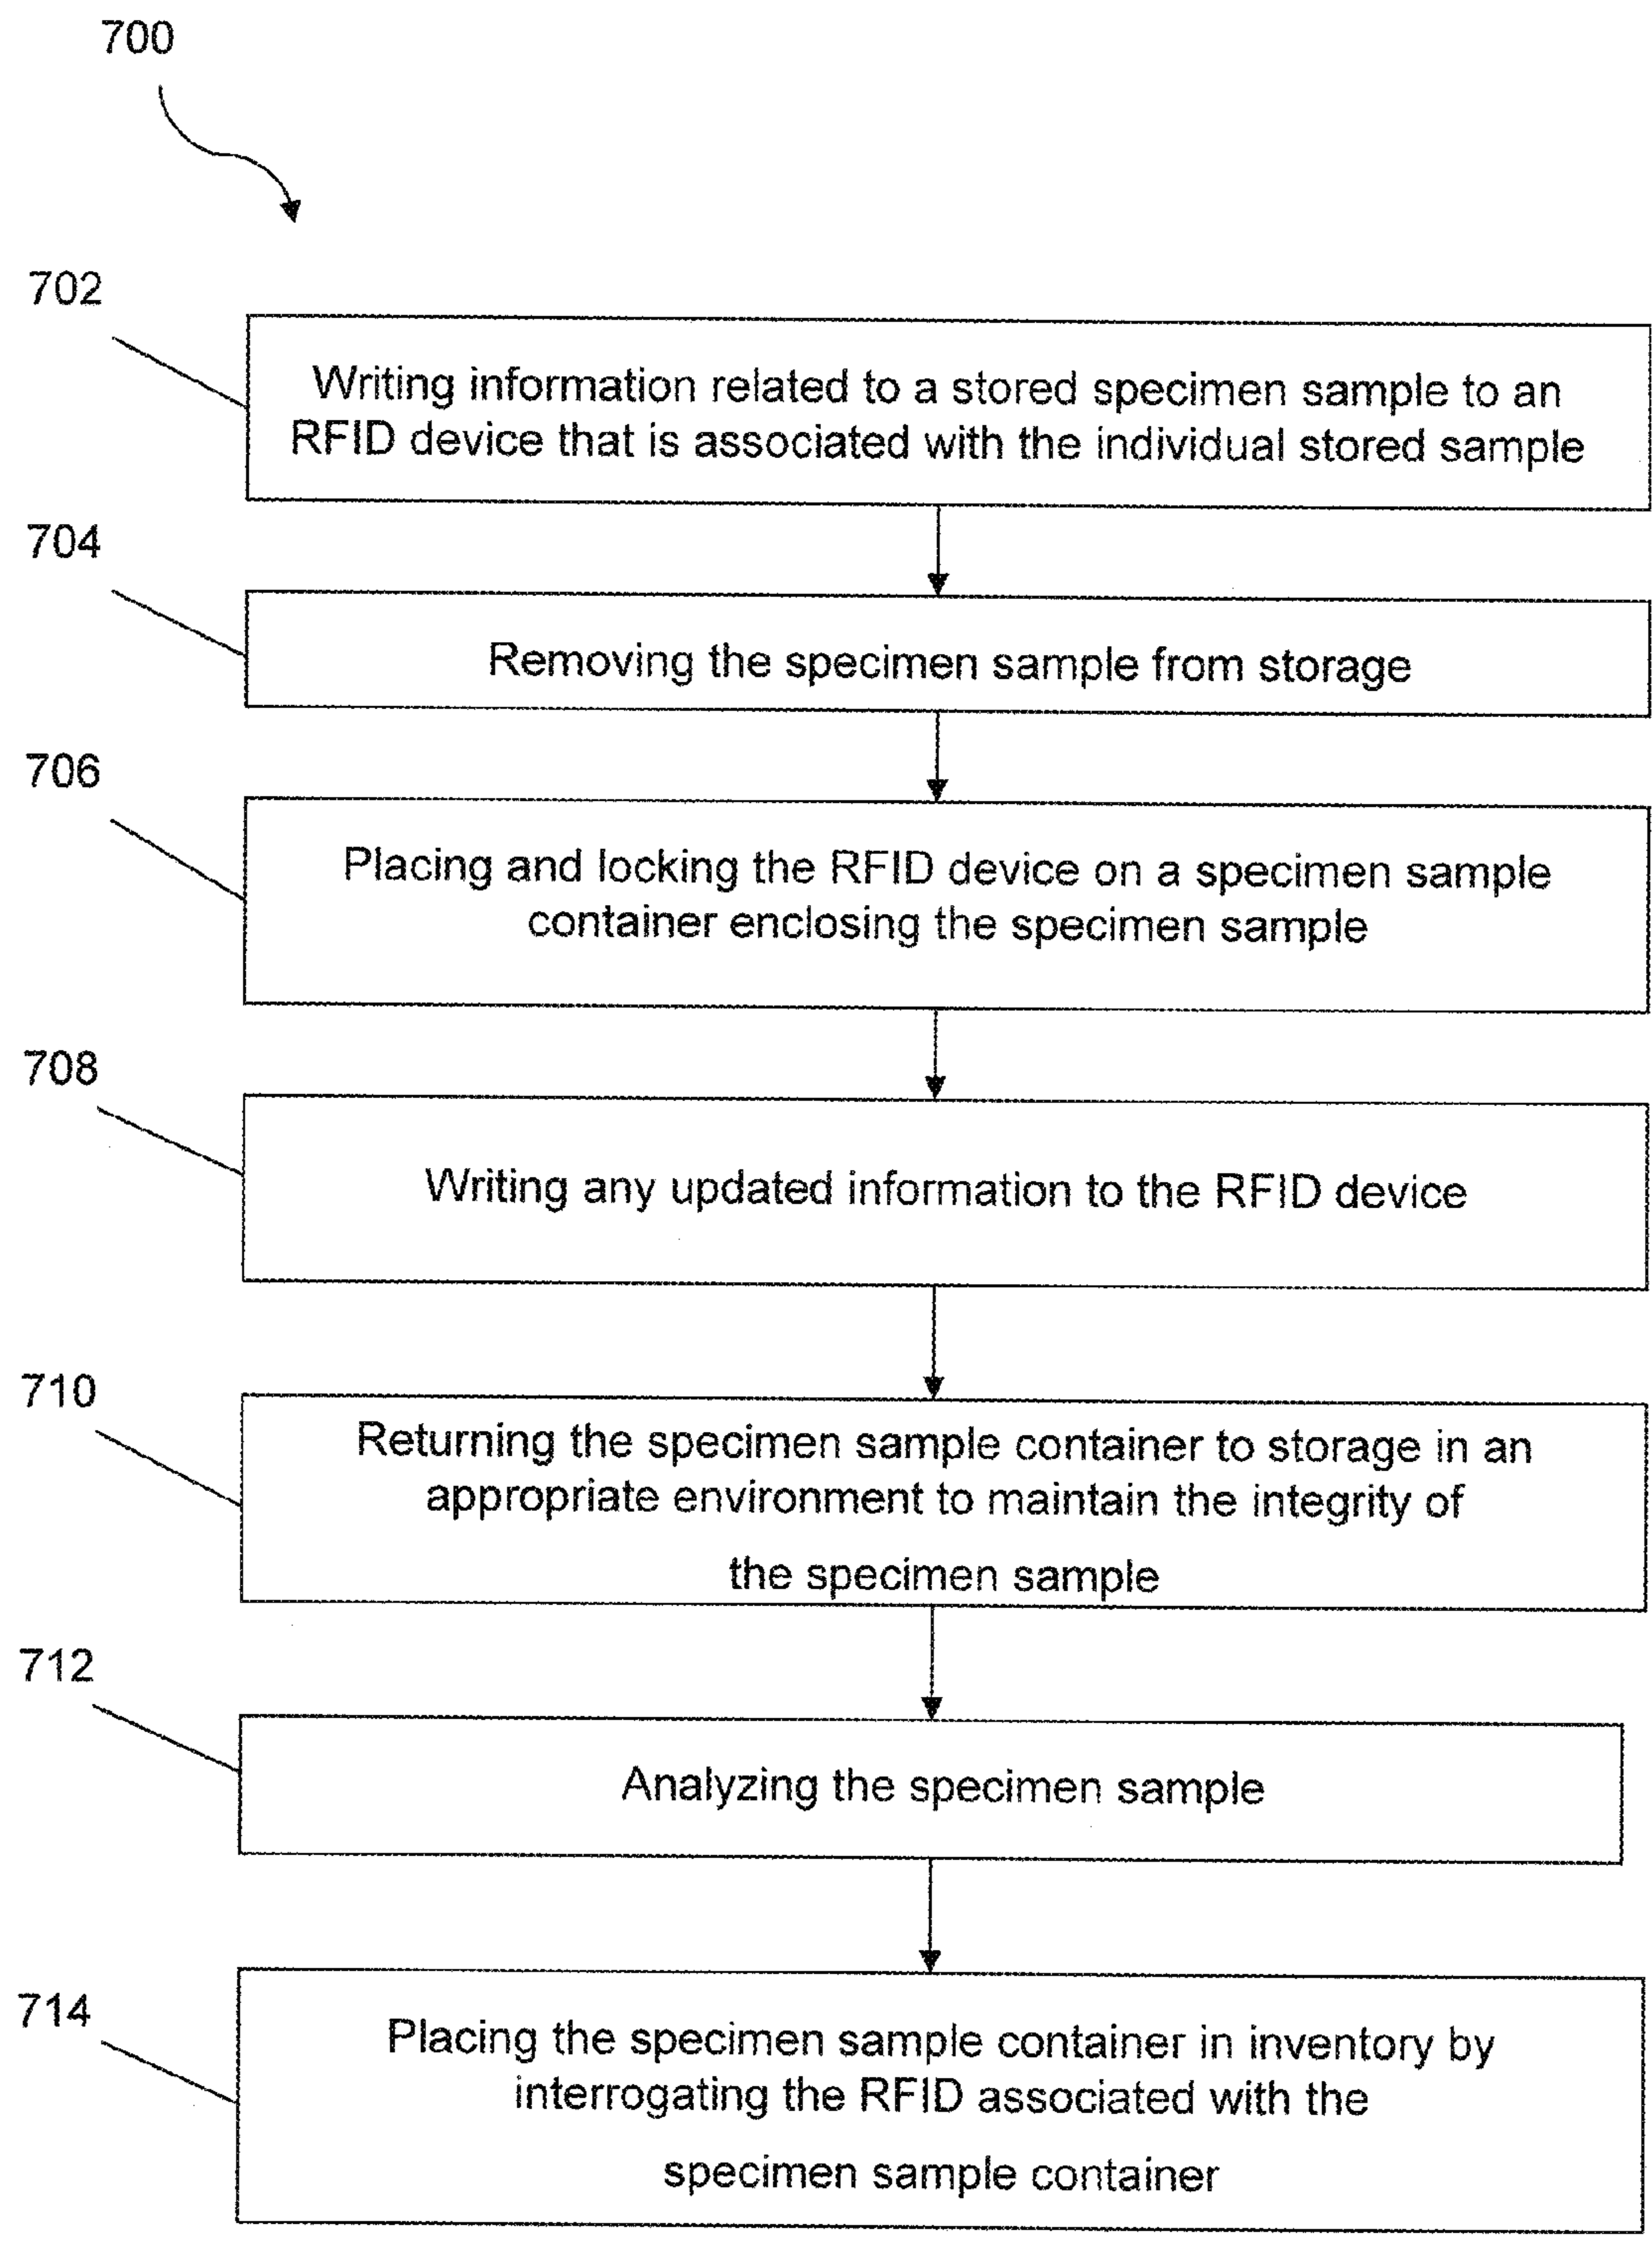 700
702
Writing information related to a stored specimen sample to an
RFID device that is associated with the individual stored sample
704
Removing the specimen sample from storage
706
Placing and locking the RFID device on a specimen sample
container enclosing the specimen sample
708
Writing any updated information to the RFID device
710
Returning the specimen sample container to storage in an
appropriate environment to maintain the integrity of
the specimen sample
712
Analyzing the specimen sample
714
Placing the specimen sample container in inventory by
interrogating the RFID associated with the
specimen sample container